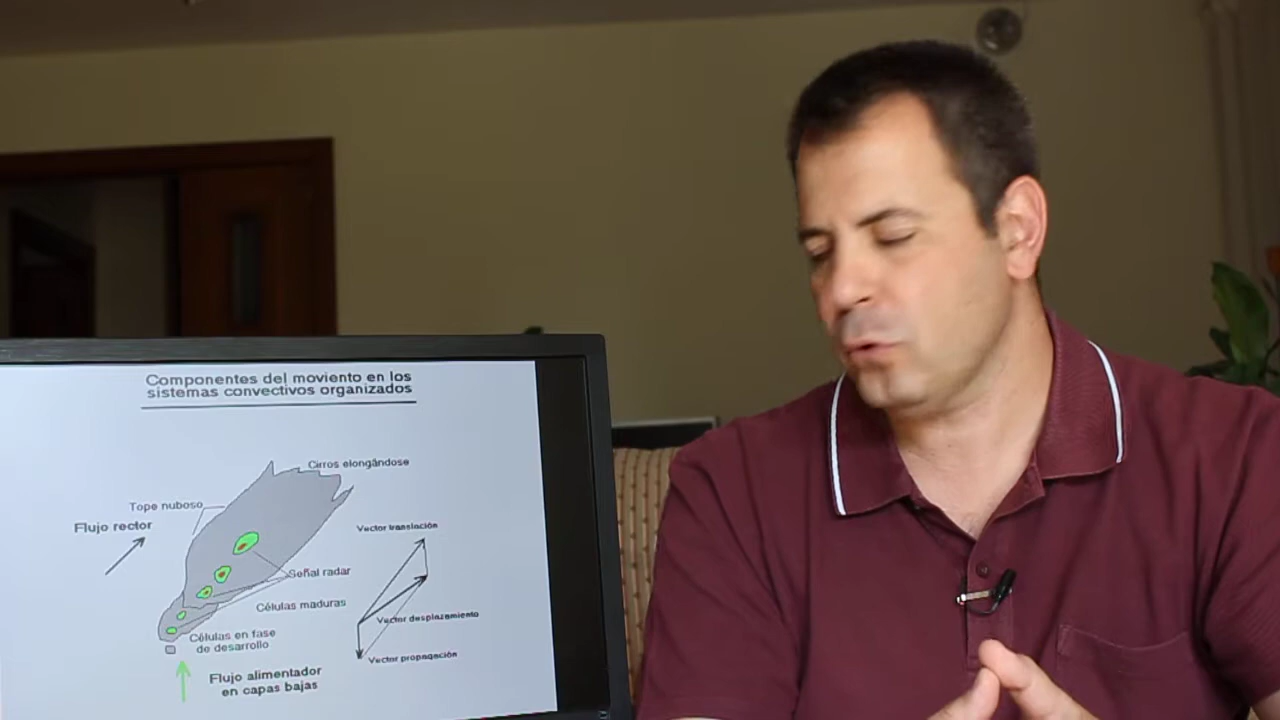 Componentes del moviento en los
sistemas convectivos organizados
Cirros elongándose
Tope nuboso
Flujo rector
Vector translación
Señal radar
Células maduras
Vector desplazamiento
Células en fase
de desarrollo
Vector propagación
Flujo alimentador
en capas bajas